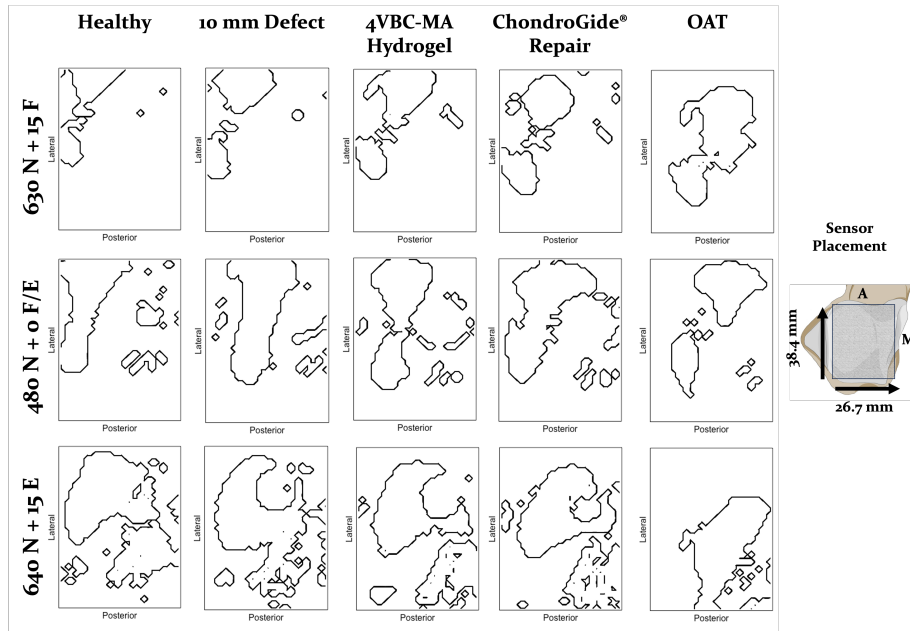 Healthy
10 mm Defect
4VBC-MA
Hydrogel
ChondroGide®
Repair
OAT
630 N + 15 F
Lateral
Posterior
Lateral
Posterior
Lateral
Posterior
Lateral
Posterior
Lateral
Posterior
480 N + 0 F/E
Lateral
Posterior
Lateral
Posterior
Lateral
Posterior
Lateral
Posterior
Lateral
Posterior
640 N + 15 E
Lateral
Posterior
Lateral
Posterior
Lateral
Posterior
Lateral
Posterior
Lateral
Posterior
Sensor
Placement
A
M
38.4 mm
26.7 mm